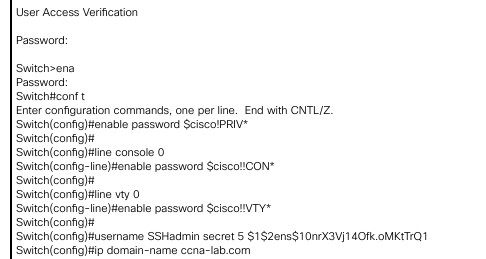 User Access Verification
Password:
Switch>ena
Password:
Switch#conf t
Enter configuration commands, one per line. End with CNTL/Z.
Switch(config)#enable password $cisco!PRIV*
Switch(config)#
Switch(config)#line console 0
Switch(config-line)#enable password $cisco!!CON*
Switch(config)#
Switch(config)#line vty 0
Switch(config-line)#enable password $cisco!!VTY*
Switch(config)#
Switch(config)#username SSHadmin secret 5 $1$2ens$10nrX3Vj14Ofk.oMKtTrQ1
Switch(config)#ip domain-name ccna-lab.com